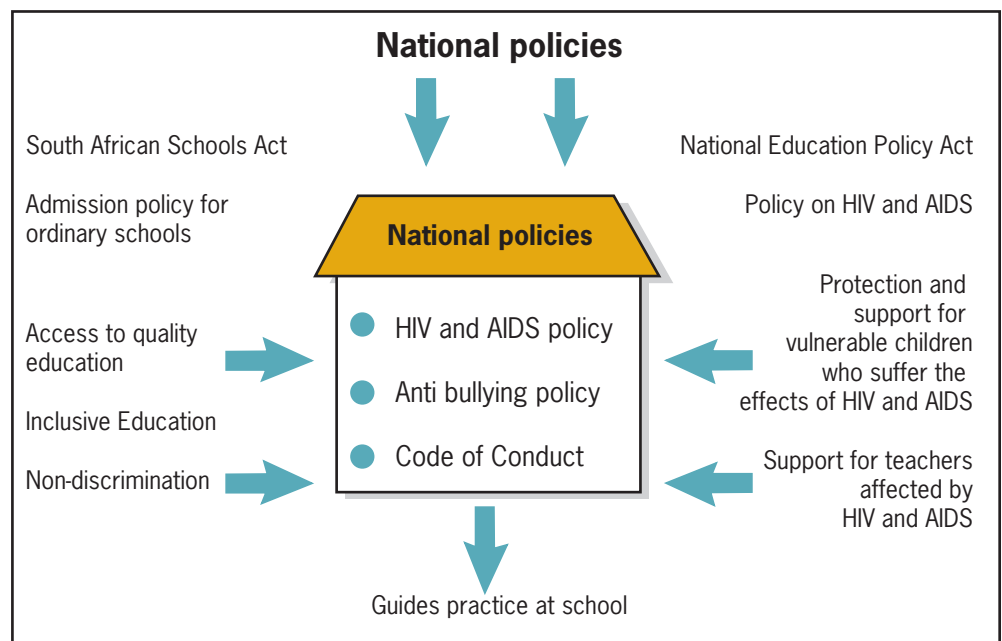 National policies
South African Schools Act
Admission policy for
ordinary schools
Access to quality
education
Inclusive Education
Non-discrimination
National policies
HIV and AIDS policy
Anti bullying policy
Code of Conduct
National Education Policy Act
Policy on HIV and AIDS
Protection and
support for
vulnerable children
who suffer the
effects of HIV and AIDS
Support for teachers
affected by
HIV and AIDS
Guides practice at school